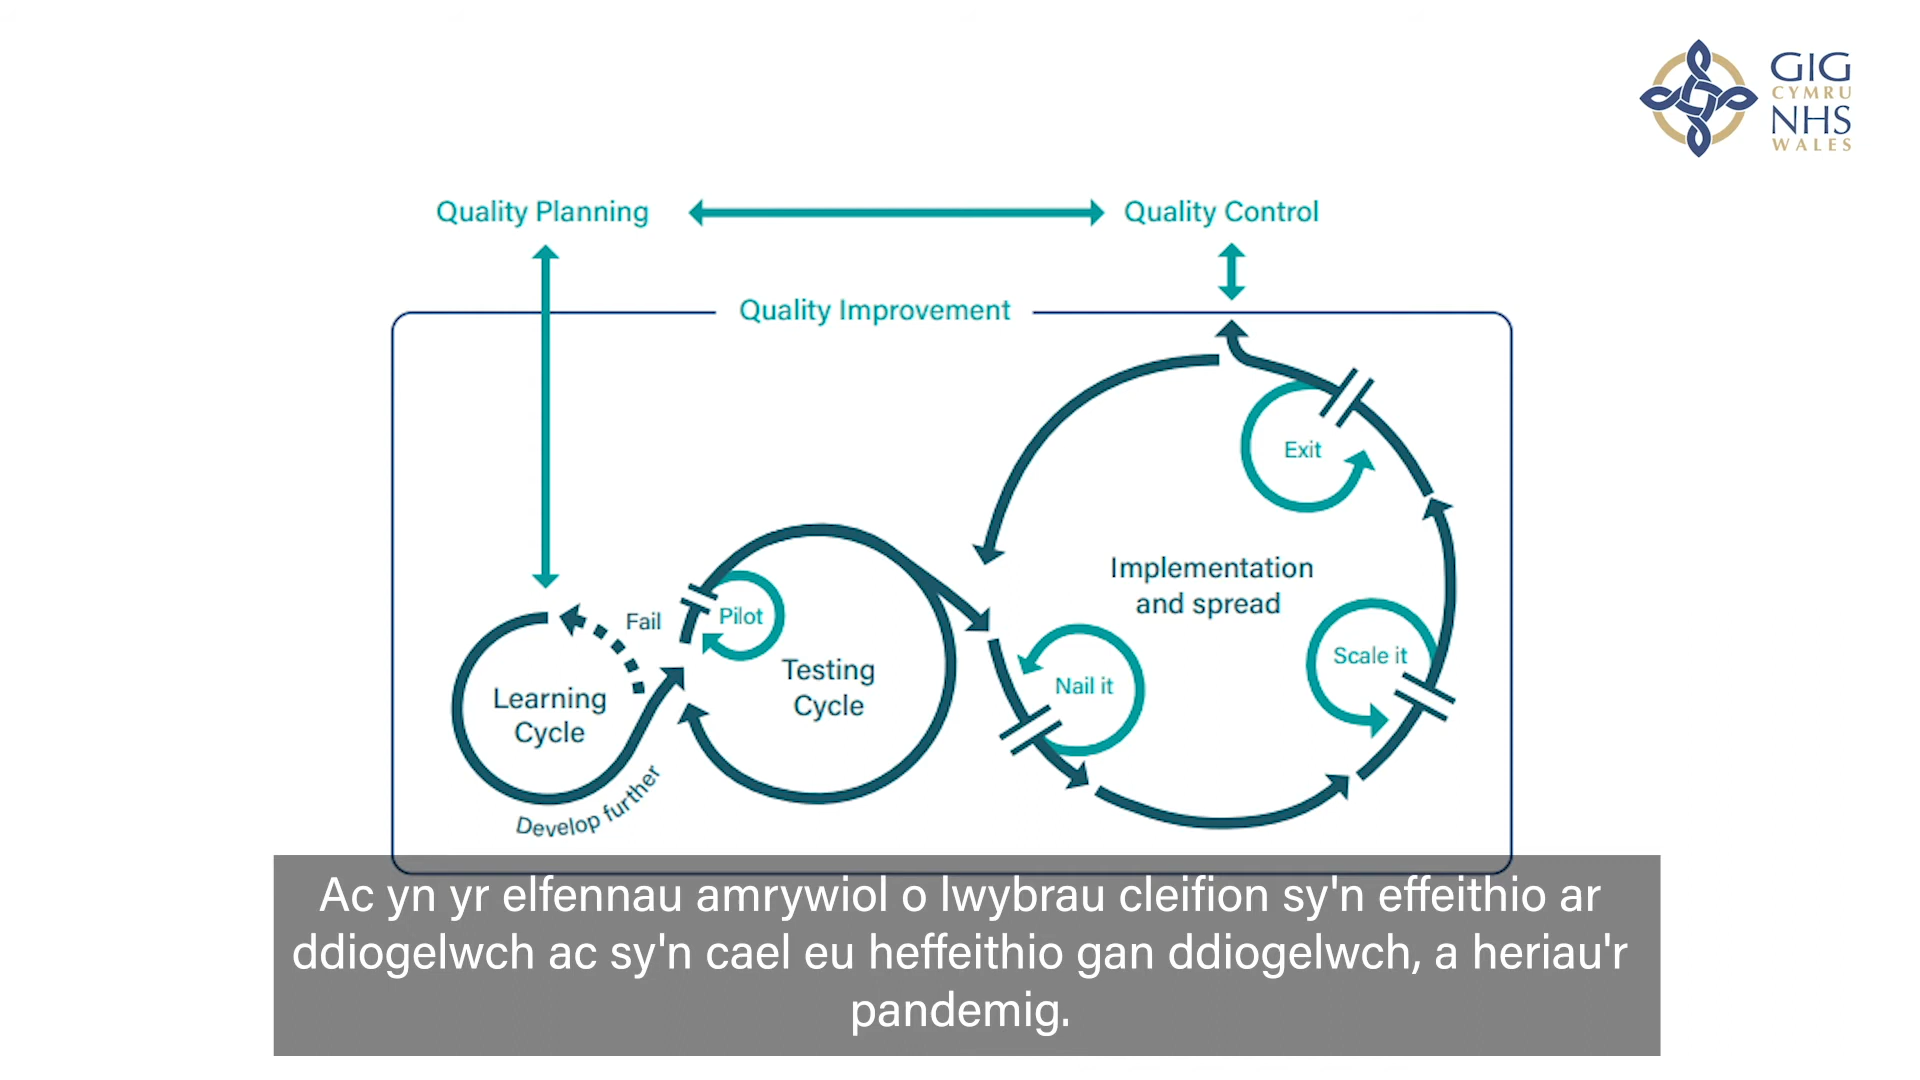 GIG
CYMRU
NHS
WALES
Quality Planning
Quality Control
Quality Improvement
Exit
Implementation
and spread
Fail
Pilot
Testing
Cycle
Nail it
Scale it
Learning
Cycle
Develop further
Ac yn yr elfennau amrywiol o lwybrau cleifion sy'n effeithio ar
ddiogelwch ac sy'n cael eu heffeithio gan ddiogelwch, a heriau'r
pandemig.